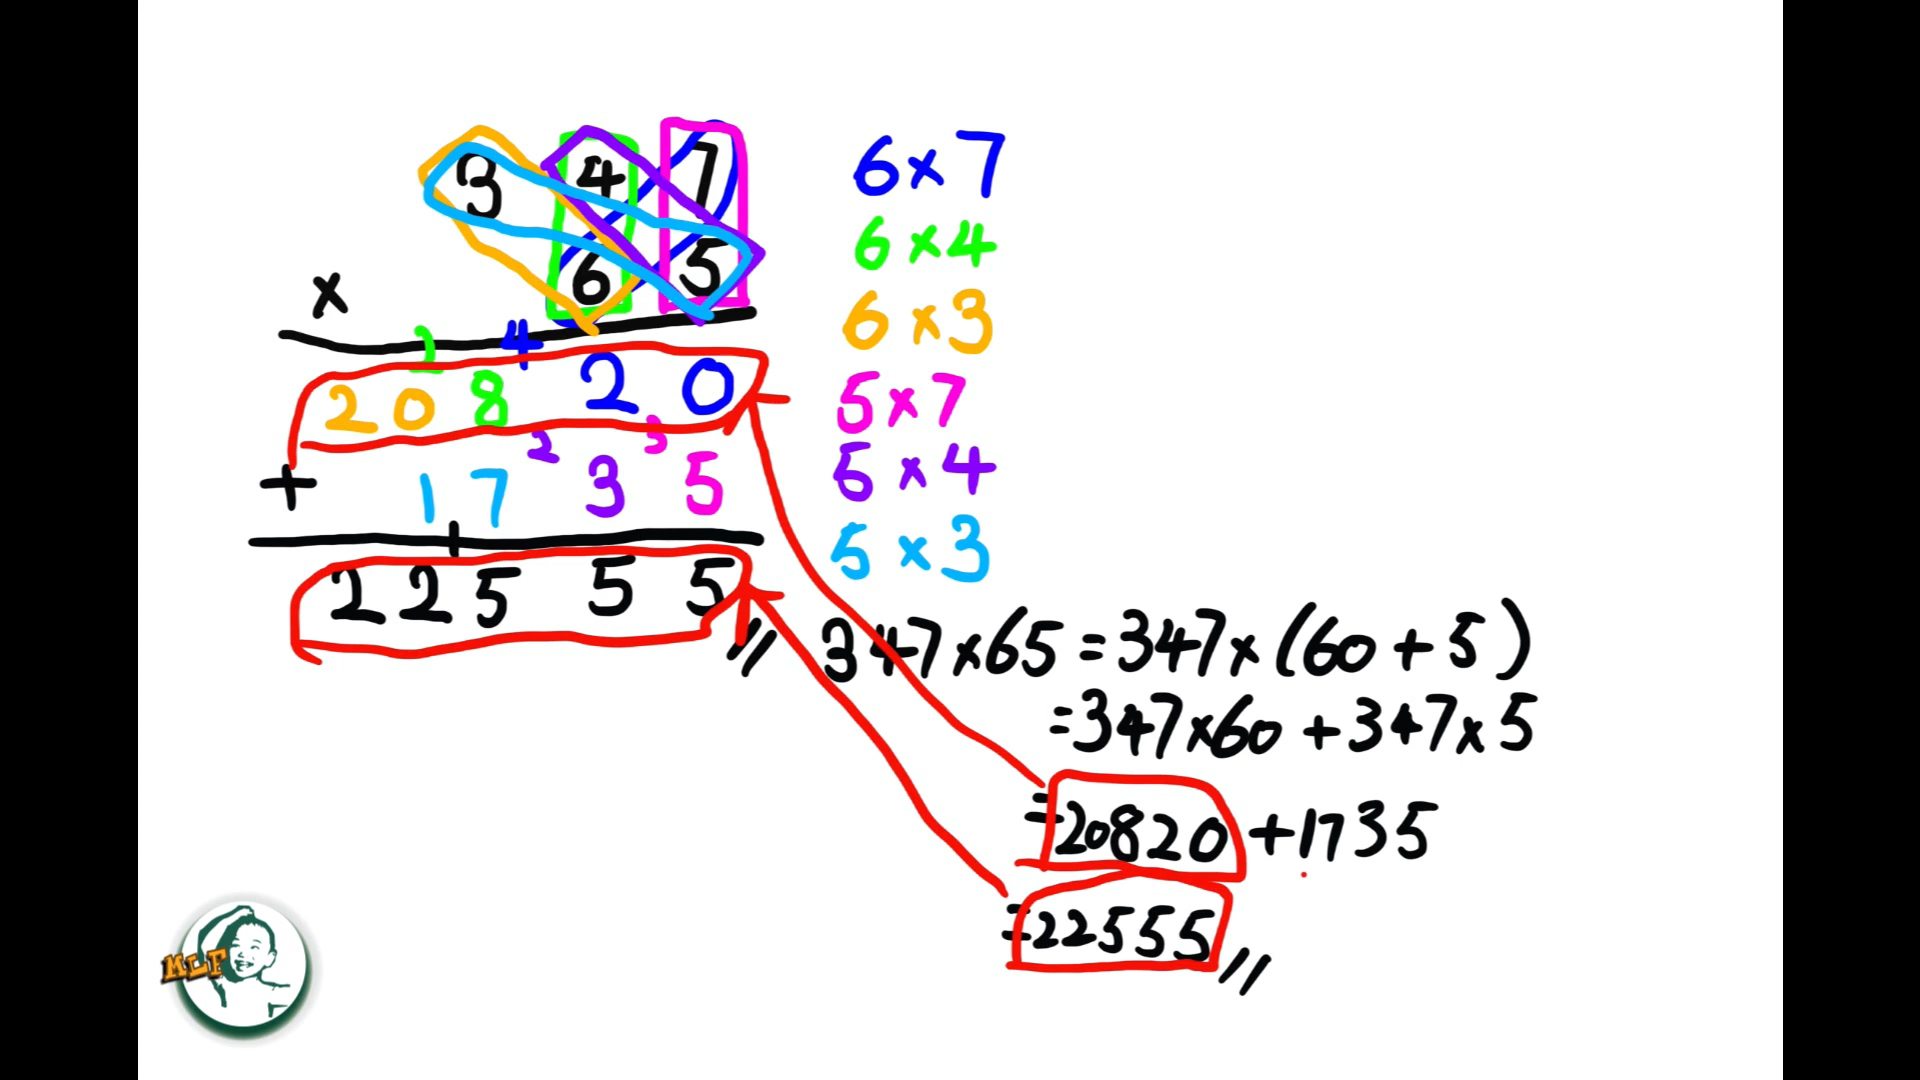 3 4 7
× 6 5
2 4
2 0 8 2 0
2 3
+ 1 7 3 5
1
2 2 5 5 5 //
6×7
6×4
6×3
5×7
5×4
5×3
347×65=347×(60+5)
=347×60+347×5
=20820+1735
=22555 //
MLF